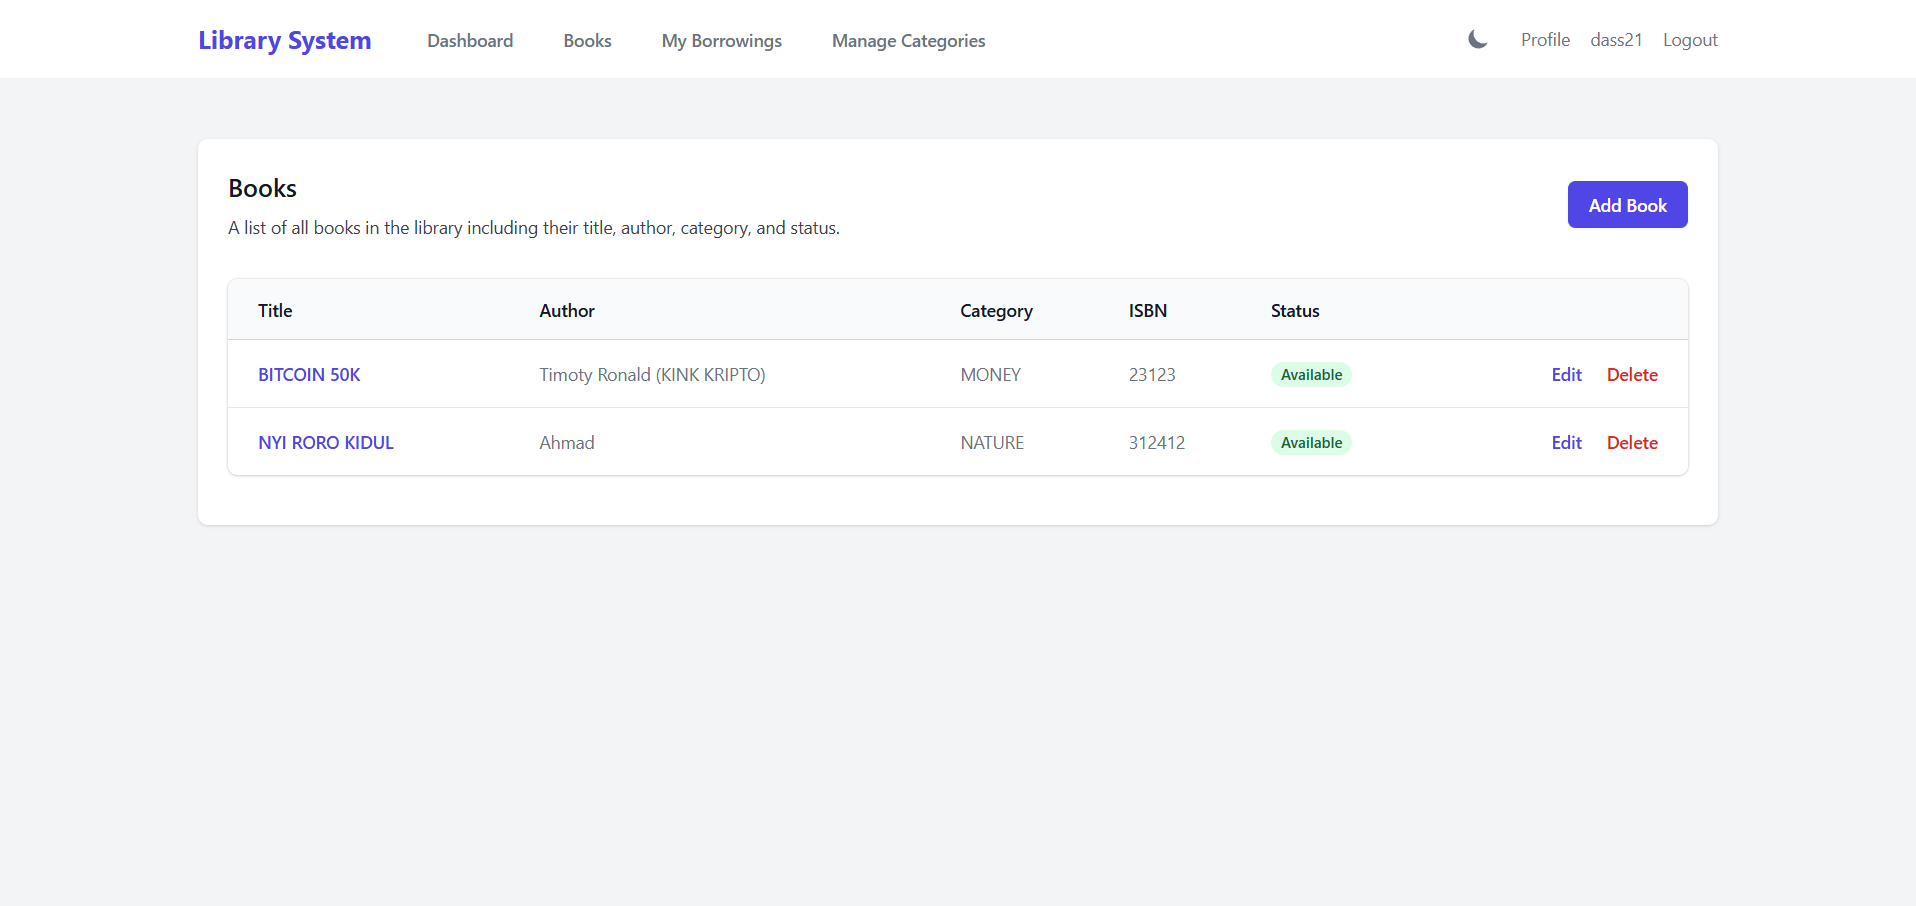 Library System Dashboard Books My Borrowings Manage Categories Profile dass21 Logout
Books
Add Book
A list of all books in the library including their title, author, category, and status.
Title Author Category ISBN Status
BITCOIN 50K Timoty Ronald (KINK KRIPTO) MONEY 23123 Available Edit Delete
NYI RORO KIDUL Ahmad NATURE 312412 Available Edit Delete